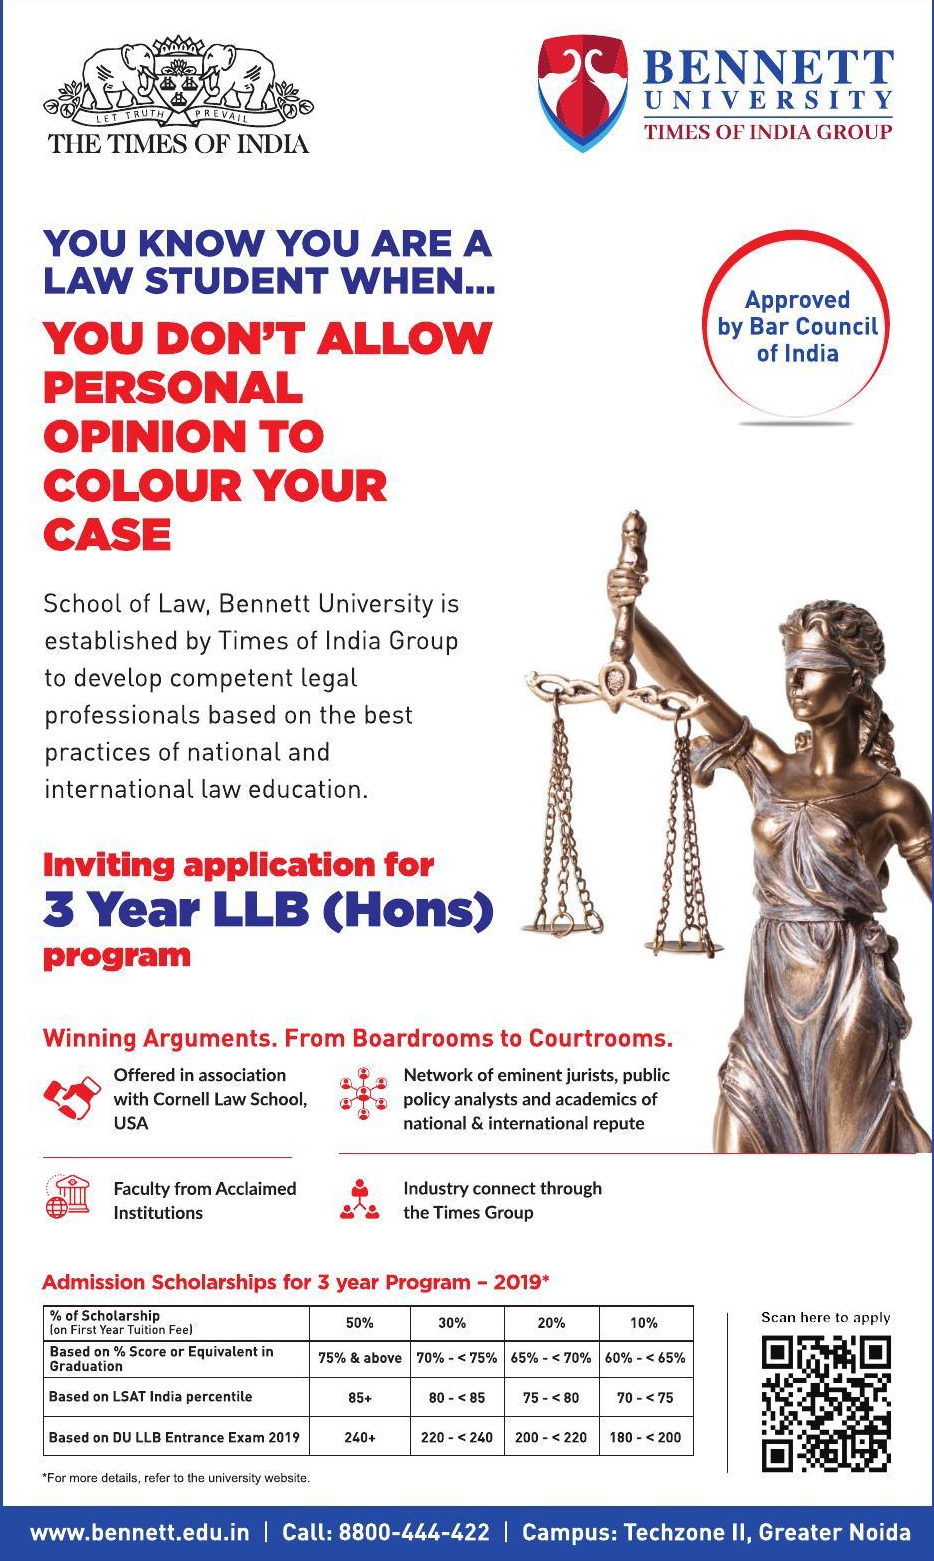 LET TRUTH PREVAIL
THE TIMES OF INDIA
BENNETT
UNIVERSITY
TIMES OF INDIA GROUP
YOU KNOW YOU ARE A
LAW STUDENT WHEN...
YOU DON'T ALLOW
PERSONAL
OPINION TO
COLOUR YOUR
CASE
Approved
by Bar Council
of India
School of Law, Bennett University is
established by Times of India Group
to develop competent legal
professionals based on the best
practices of national and
international law education.
Inviting application for
3 Year LLB (Hons)
program
Winning Arguments. From Boardrooms to Courtrooms.
Offered in association
with Cornell Law School,
USA
Network of eminent jurists, public
policy analysts and academics of
national & international repute
Faculty from Acclaimed
Institutions
Industry connect through
the Times Group
Admission Scholarships for 3 year Program – 2019*
% of Scholarship
(on First Year Tuition Fee) 50% 30% 20% 10%
Based on % Score or Equivalent in
Graduation 75% & above 70% - < 75% 65% - < 70% 60% - < 65%
Based on LSAT India percentile 85+ 80 - < 85 75 - < 80 70 - < 75
Based on DU LLB Entrance Exam 2019 240+ 220 - < 240 200 - < 220 180 - < 200
*For more details, refer to the university website.
Scan here to apply
www.bennett.edu.in | Call: 8800-444-422 | Campus: Techzone II, Greater Noida